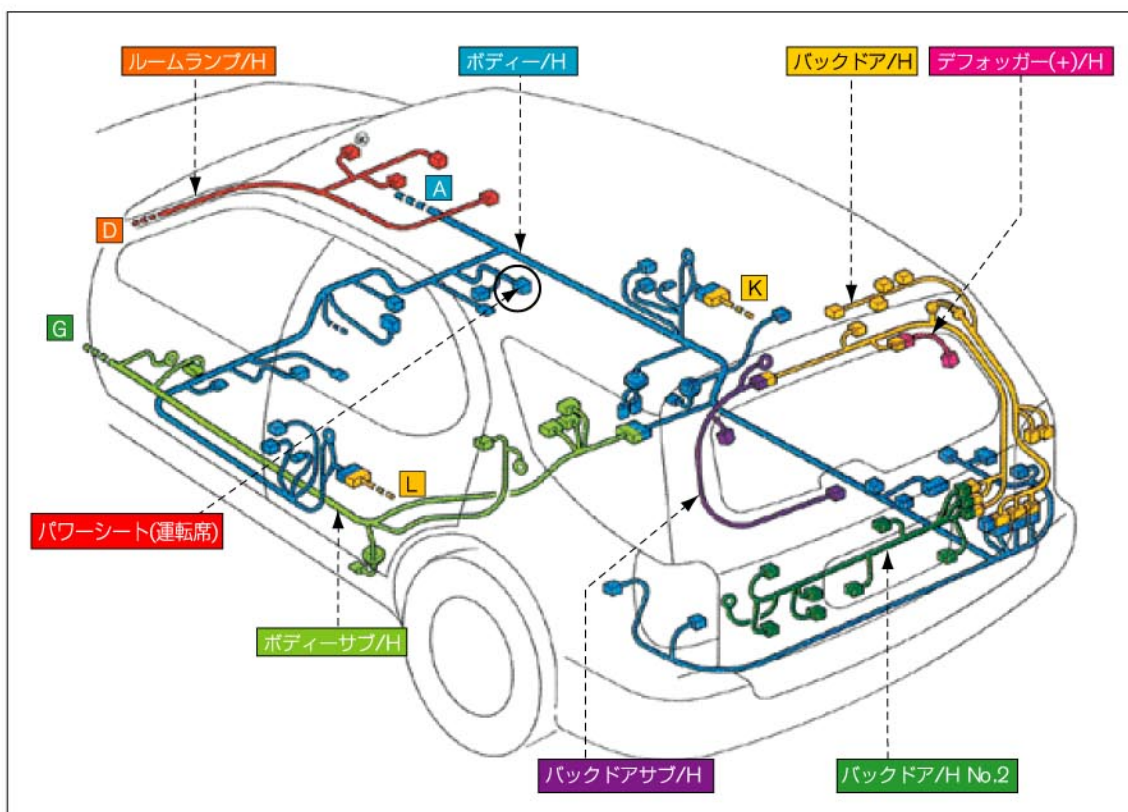 ルームランプ/H
ボディー/H
バックドア/H
デフォッガー(+)/H
A
D
K
G
L
パワーシート(運転席)
ボディーサブ/H
バックドアサブ/H
バックドア/H No.2